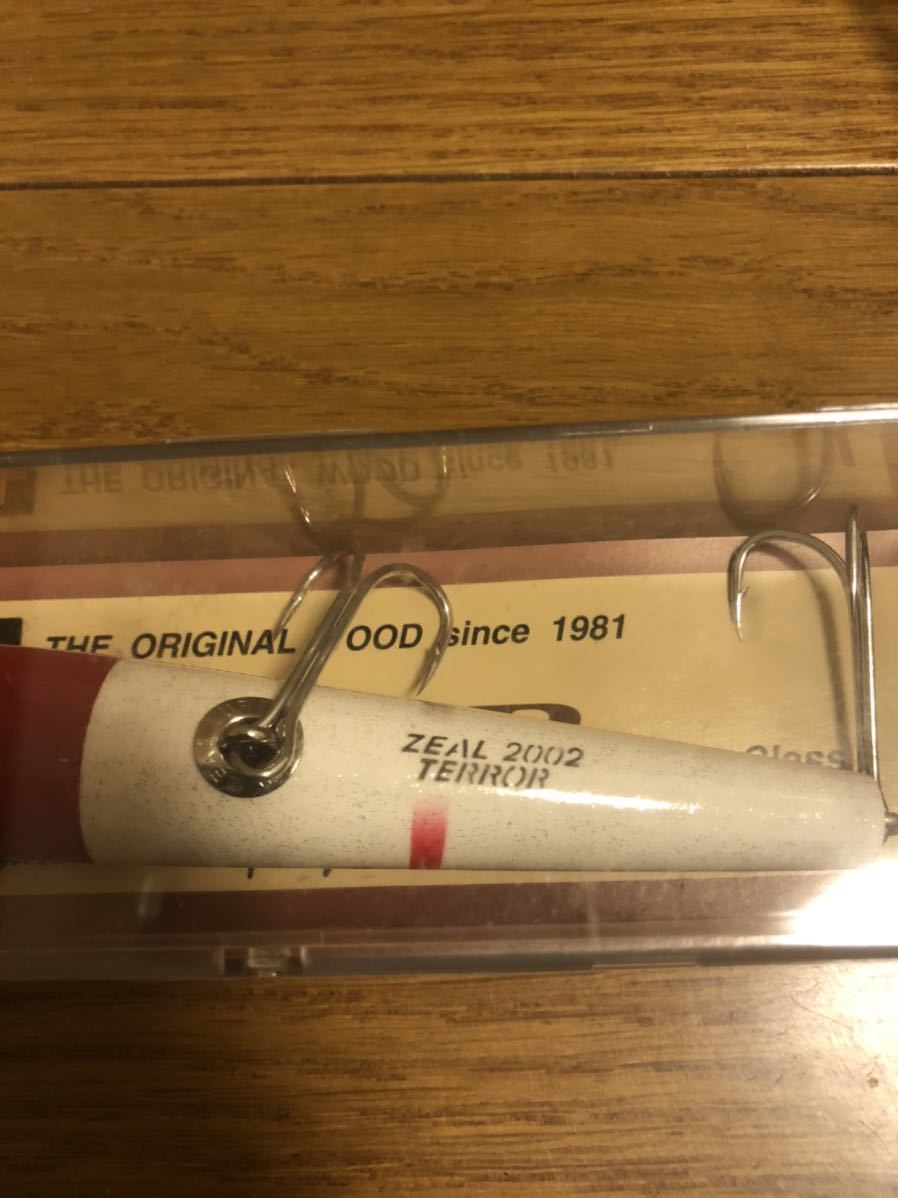 THE ORIGINAL WOOD since 1981
ZEAL 2002
TERROR